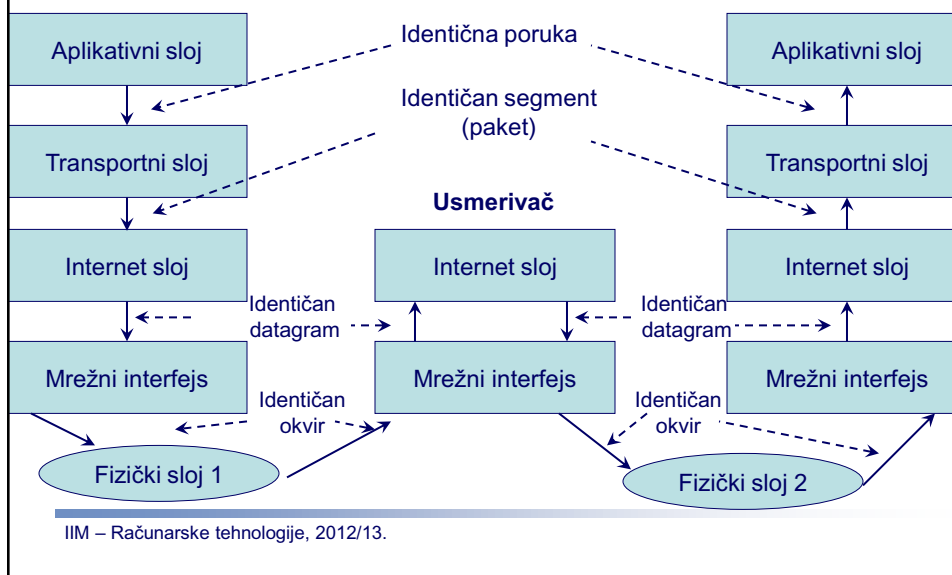 Aplikativni sloj
Identična poruka
Aplikativni sloj
Identičan segment
(paket)
Transportni sloj
Transportni sloj
Usmerivač
Internet sloj
Internet sloj
Internet sloj
Identičan
datagram
Identičan
datagram
Mrežni interfejs
Mrežni interfejs
Mrežni interfejs
Identičan
okvir
Identičan
okvir
Fizički sloj 1
Fizički sloj 2
IIM – Računarske tehnologije, 2012/13.